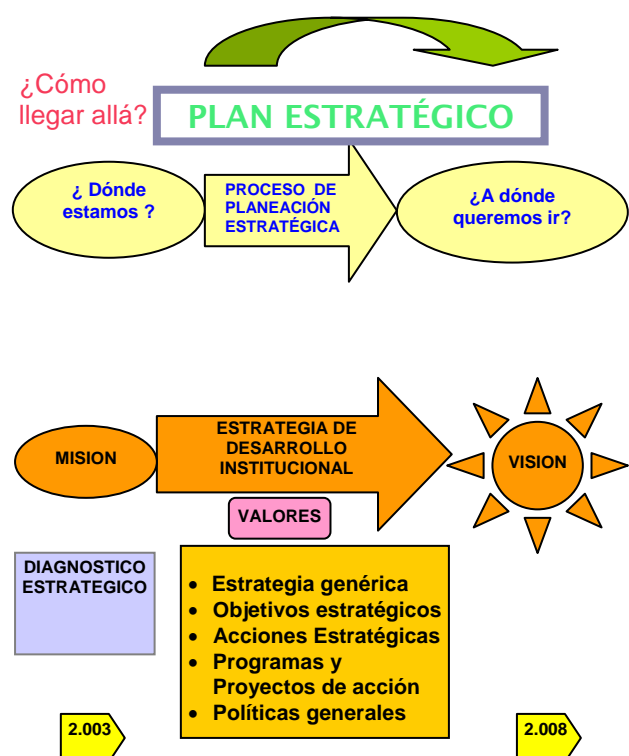 ¿Cómo
llegar allá?
PLAN ESTRATÉGICO
¿ Dónde
estamos ?
PROCESO DE
PLANEACIÓN
ESTRATÉGICA
¿A dónde
queremos ir?
MISION
ESTRATEGIA DE
DESARROLLO
INSTITUCIONAL
VISION
VALORES
DIAGNOSTICO
ESTRATEGICO
• Estrategia genérica
• Objetivos estratégicos
• Acciones Estratégicas
• Programas y
Proyectos de acción
• Políticas generales
2.003
2.008